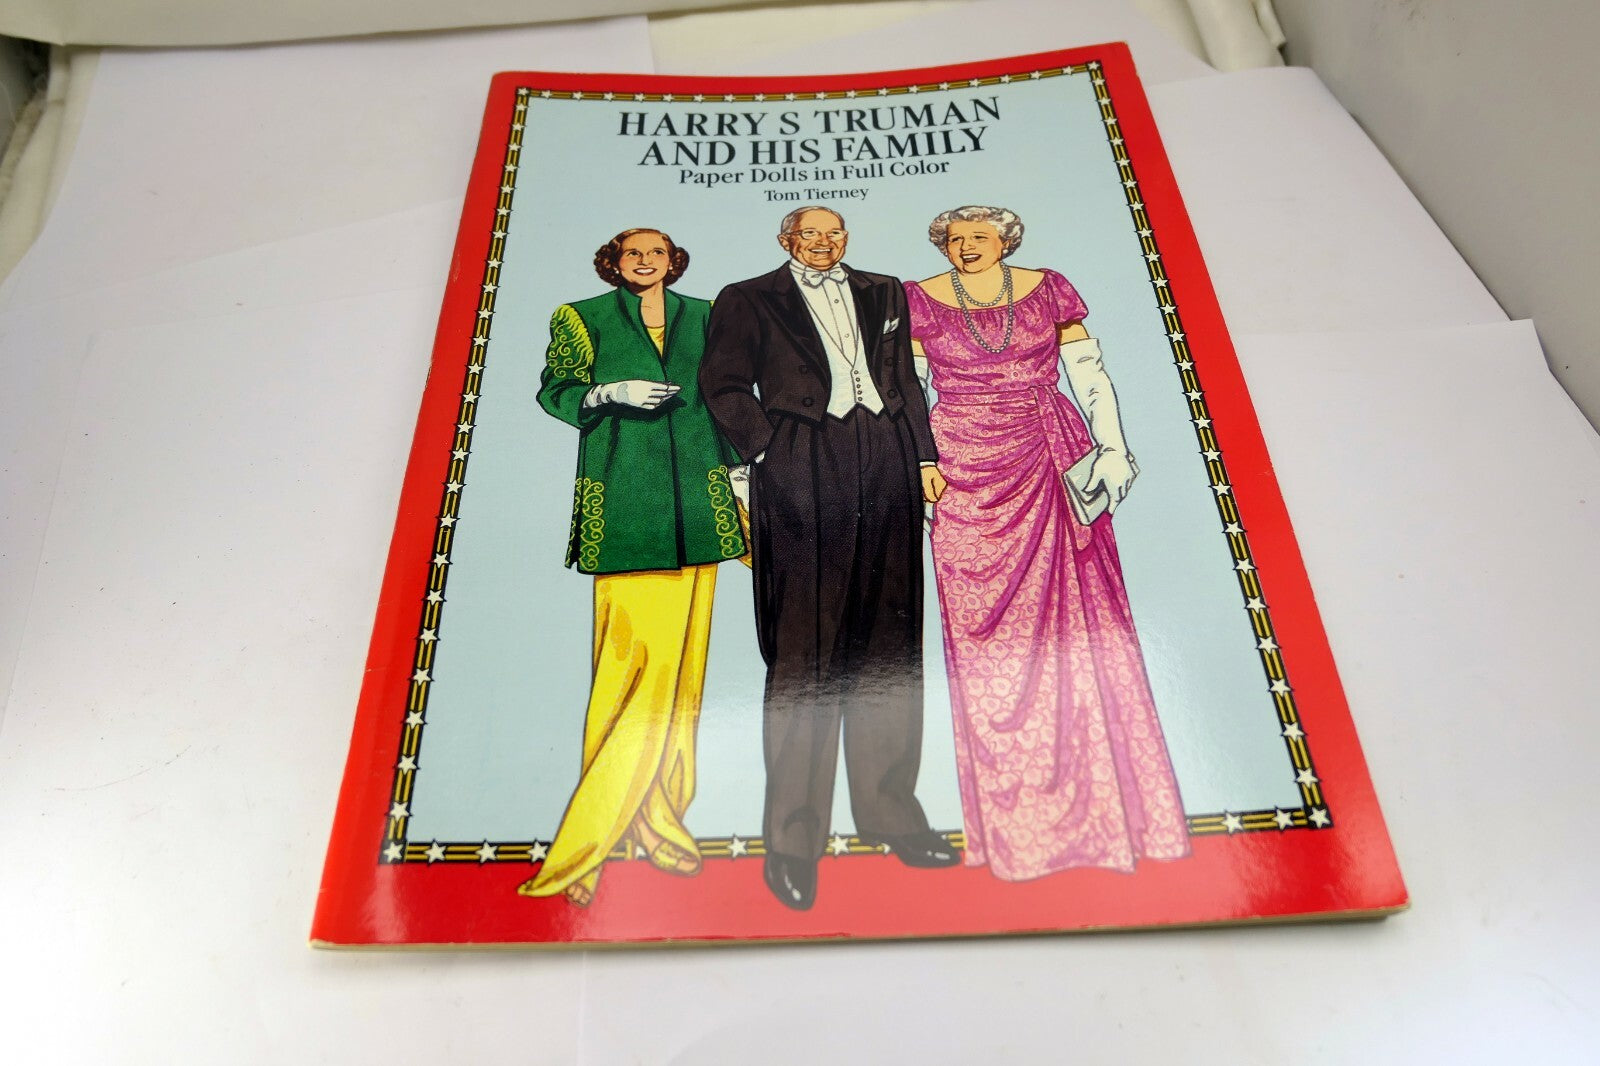 HARRY S TRUMAN
AND HIS FAMILY
Paper Dolls in Full Color
Tom Tierney